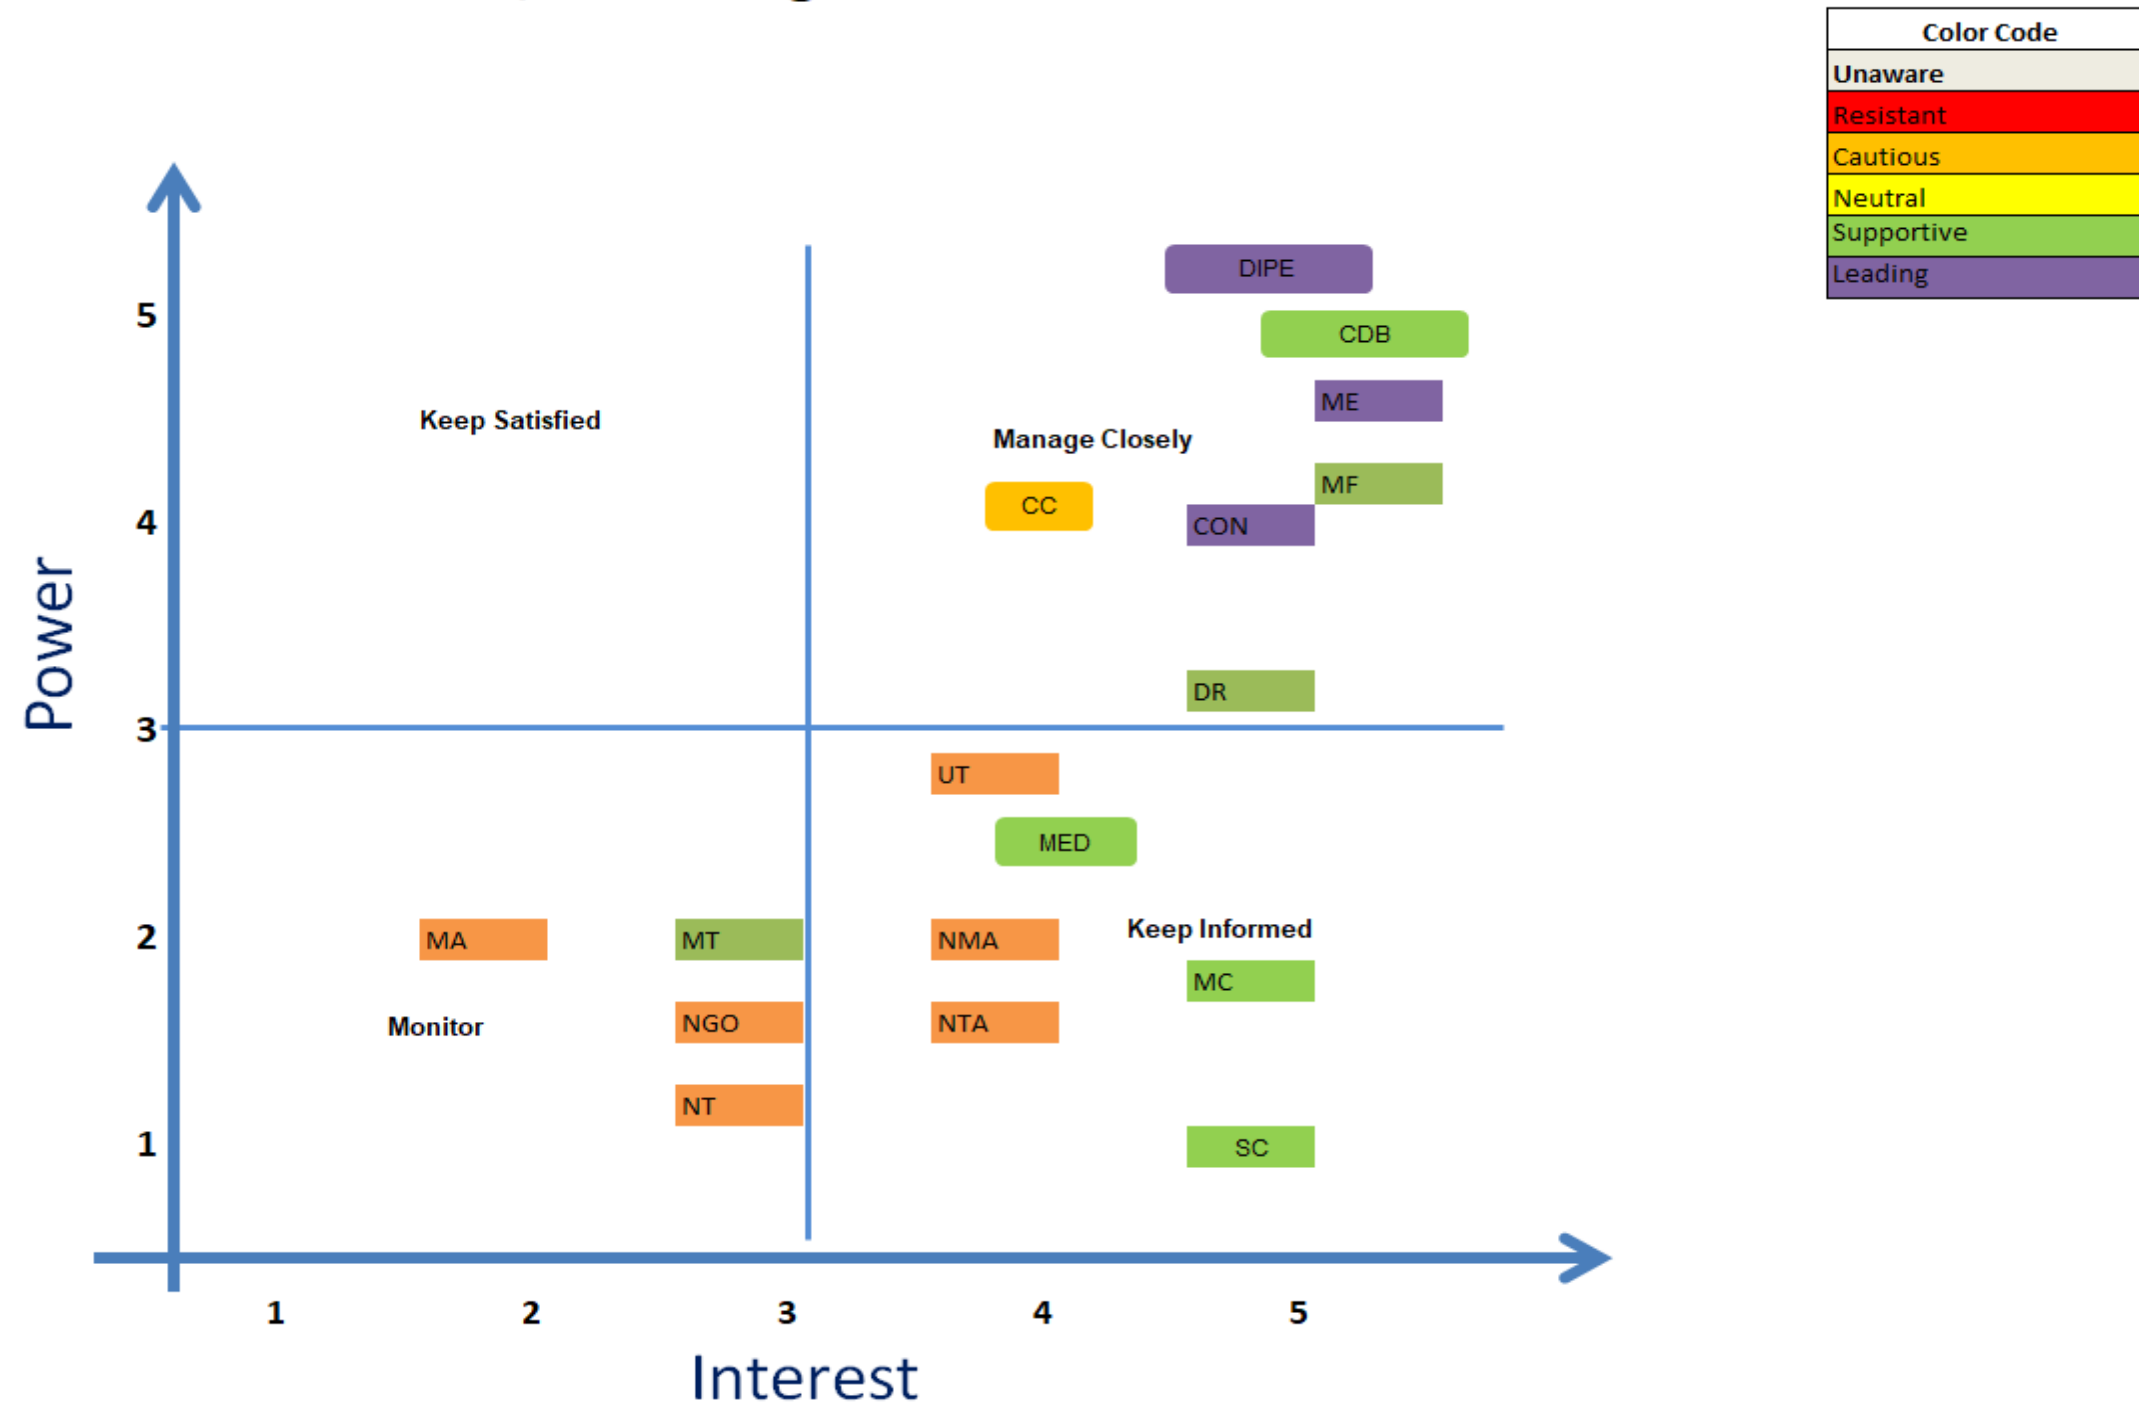 Color Code
Unaware
Resistant
Cautious
Neutral
Supportive
Leading
DIPE
5
CDB
ME
Keep Satisfied
Manage Closely
MF
CC
4
CON
Power
DR
3
UT
MED
2
MA
MT
NMA
Keep Informed
MC
Monitor
NGO
NTA
NT
1
SC
1
2
3
4
5
Interest